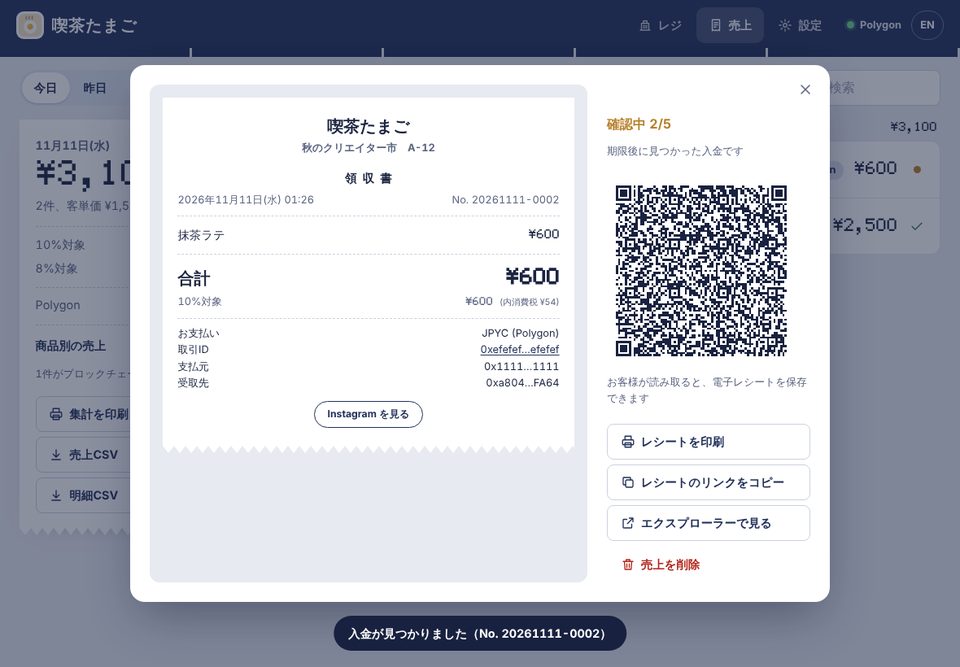 喫茶たまご
レジ
売上
設定
Polygon
EN
今日
昨日
検索
11月11日(水)
¥3,10
2件、客単価 ¥1,5
10%対象
8%対象
Polygon
商品別の売上
1件がブロックチェー
集計を印刷
売上CSV
明細CSV
¥3,100
¥600
¥2,500
喫茶たまご
秋のクリエイター市 A-12
領収書
2026年11月11日(水) 01:26
No. 20261111-0002
抹茶ラテ
¥600
合計
¥600
10%対象
¥600 (内消費税 ¥54)
お支払い
JPYC (Polygon)
取引ID
0xefefef…efefef
支払元
0x1111…1111
受取先
0xa804…FA64
Instagram を見る
確認中 2/5
期限後に見つかった入金です
お客様が読み取ると、電子レシートを保存
できます
レシートを印刷
レシートのリンクをコピー
エクスプローラーで見る
売上を削除
入金が見つかりました（No. 20261111-0002）